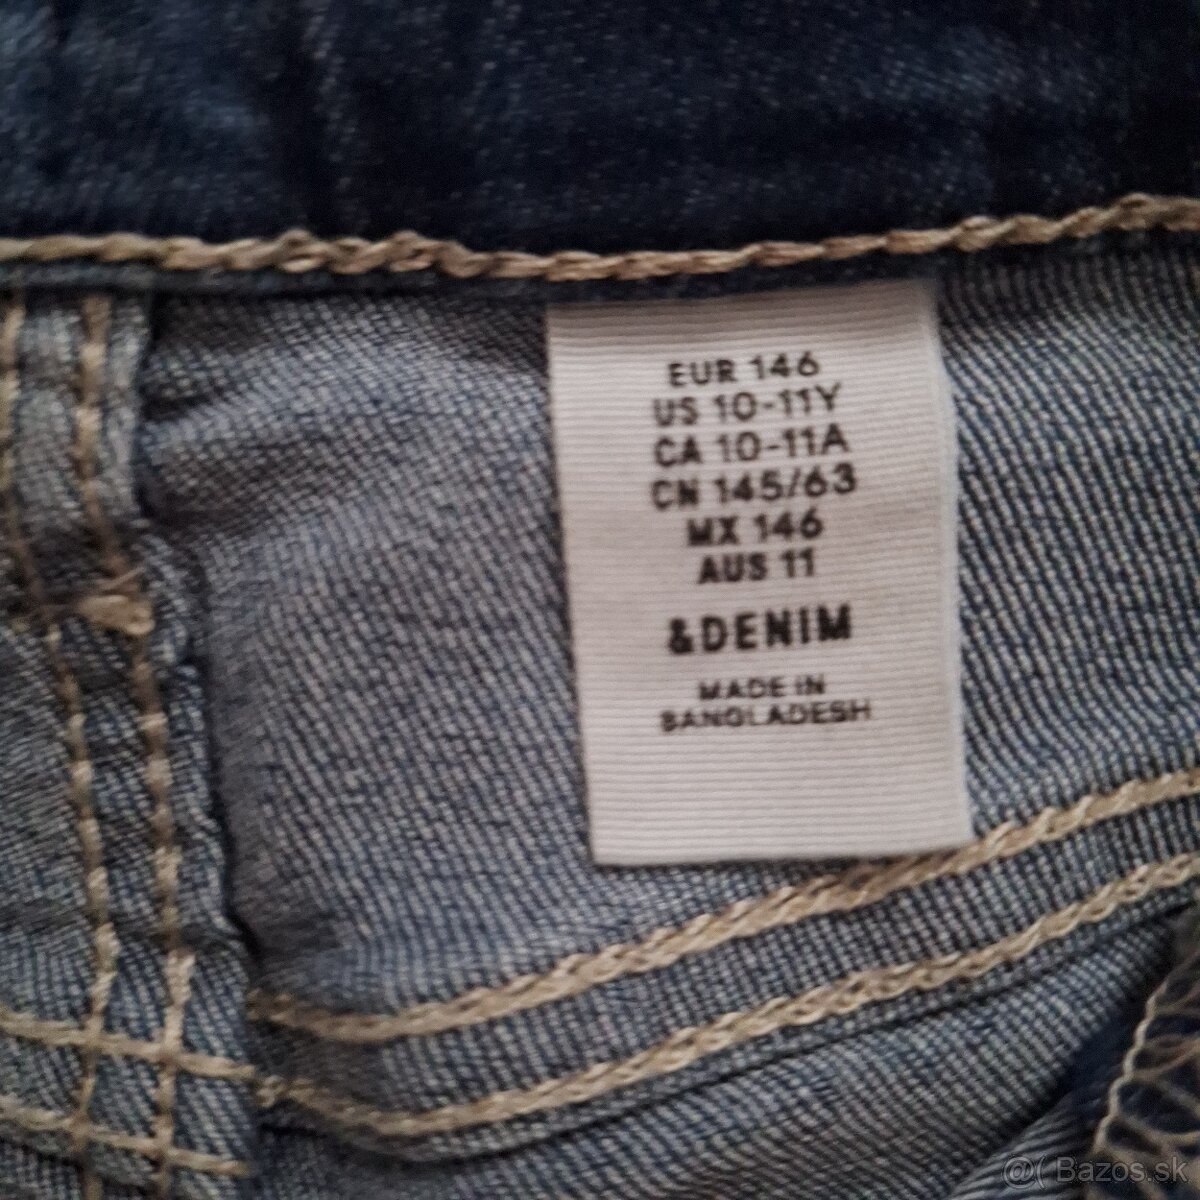 EUR 146
US 10-11Y
CA 10-11A
CN 145/63
MX 146
AUS 11
&DENIM
MADE IN
BANGLADESH
@( Bazos.sk